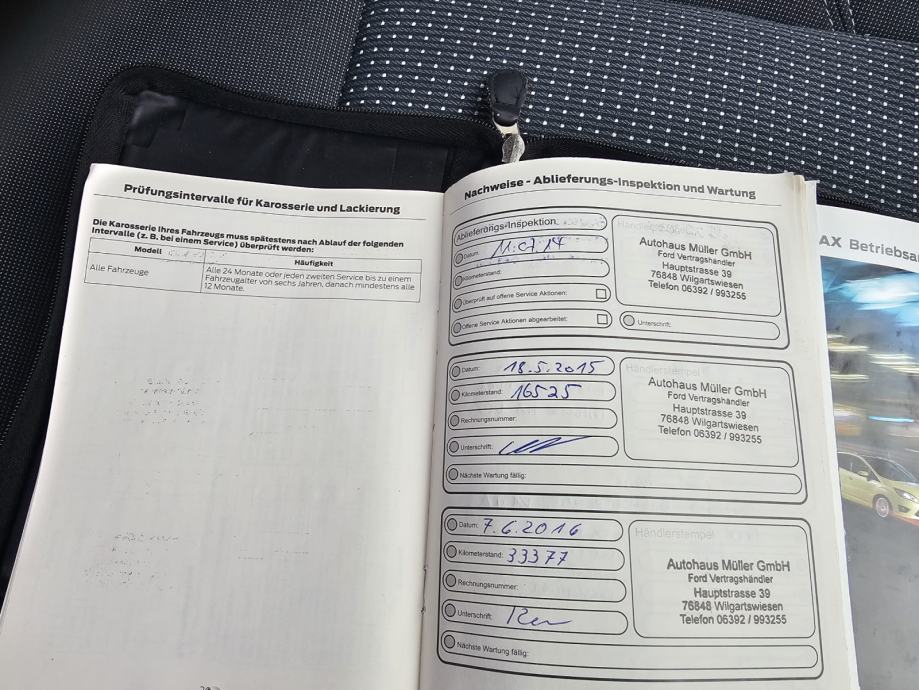 Prüfungsintervalle für Karosserie und Lackierung
Die Karosserie Ihres Fahrzeugs muss spätestens nach Ablauf der folgenden
Intervalle (z. B. bei einem Service) überprüft werden:
Modell Häufigkeit
Alle Fahrzeuge Alle 24 Monate oder jeden zweiten Service bis zu einem
Fahrzeugalter von sechs Jahren, danach mindestens alle
12 Monate.
Nachweise - Ablieferungs-Inspektion und Wartung
Ablieferungs-Inspektion
Datum: 11.07.14
Kilometerstand:
Überprüft auf offene Service Aktionen:
Offene Service Aktionen abgearbeitet:
Händlerstempel
Autohaus Müller GmbH
Ford Vertragshändler
Hauptstrasse 39
76848 Wilgartswiesen
Telefon 06392 / 993255
Unterschrift:
Datum: 18.5.2015
Kilometerstand: 16525
Rechnungsnummer:
Unterschrift:
Nächste Wartung fällig:
Händlerstempel
Autohaus Müller GmbH
Ford Vertragshändler
Hauptstrasse 39
76848 Wilgartswiesen
Telefon 06392 / 993255
Datum: 7.6.2016
Kilometerstand: 33377
Rechnungsnummer:
Unterschrift:
Nächste Wartung fällig:
Händlerstempel
Autohaus Müller GmbH
Ford Vertragshändler
Hauptstrasse 39
76848 Wilgartswiesen
Telefon 06392 / 993255
AX Betriebsa